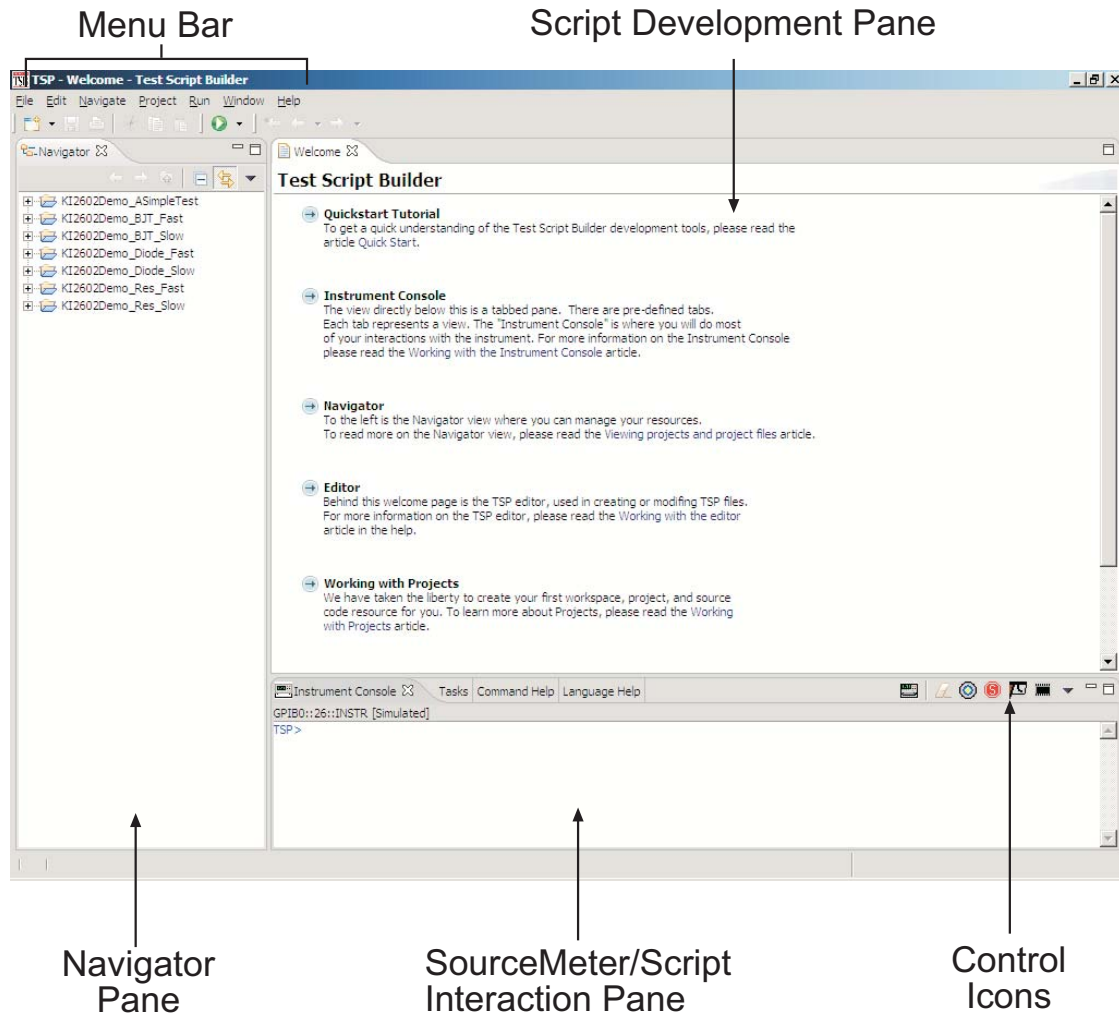 Menu Bar
Script Development Pane
TSP - Welcome - Test Script Builder
File Edit Navigate Project Run Window Help
Navigator
Welcome
Test Script Builder
KI2602Demo_ASimpleTest
KI2602Demo_BJT_Fast
KI2602Demo_BJT_Slow
KI2602Demo_Diode_Fast
KI2602Demo_Diode_Slow
KI2602Demo_Res_Fast
KI2602Demo_Res_Slow
Quickstart Tutorial
To get a quick understanding of the Test Script Builder development tools, please read the
article Quick Start.
Instrument Console
The view directly below this is a tabbed pane. There are pre-defined tabs.
Each tab represents a view. The "Instrument Console" is where you will do most
of your interactions with the instrument. For more information on the Instrument Console
please read the Working with the Instrument Console article.
Navigator
To the left is the Navigator view where you can manage your resources.
To read more on the Navigator view, please read the Viewing projects and project files article.
Editor
Behind this welcome page is the TSP editor, used in creating or modifing TSP files.
For more information on the TSP editor, please read the Working with the editor
article in the help.
Working with Projects
We have taken the liberty to create your first workspace, project, and source
code resource for you. To learn more about Projects, please read the Working
with Projects article.
Instrument Console Tasks Command Help Language Help
GPIB0::26::INSTR [Simulated]
TSP>
Navigator
Pane
SourceMeter/Script
Interaction Pane
Control
Icons